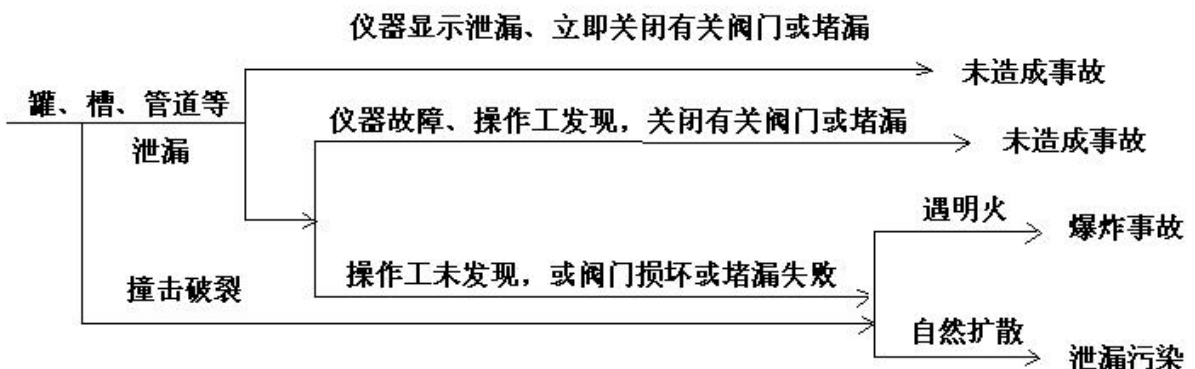 仪器显示泄漏、立即关闭有关阀门或堵漏
未造成事故
罐、槽、管道等
泄漏
仪器故障、操作工发现，关闭有关阀门或堵漏
未造成事故
遇明火
爆炸事故
撞击破裂
操作工未发现，或阀门损坏或堵漏失败
自然扩散
泄漏污染